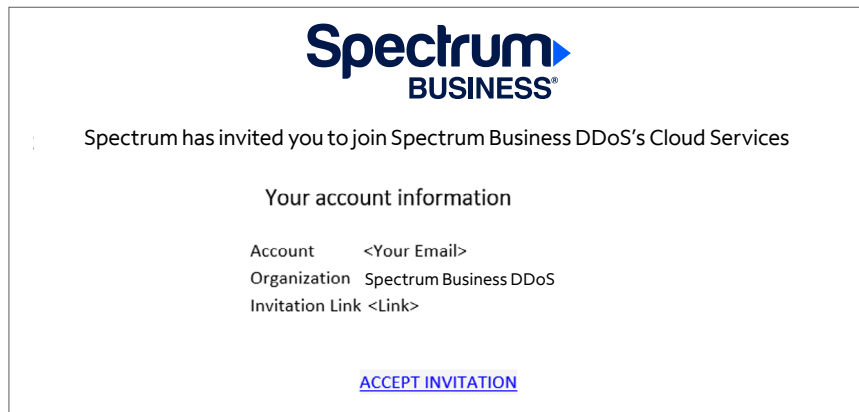 Spectrum
BUSINESS®
Spectrum has invited you to join Spectrum Business DDoS's Cloud Services
Your account information
Account <Your Email>
Organization Spectrum Business DDoS
Invitation Link <Link>
ACCEPT INVITATION